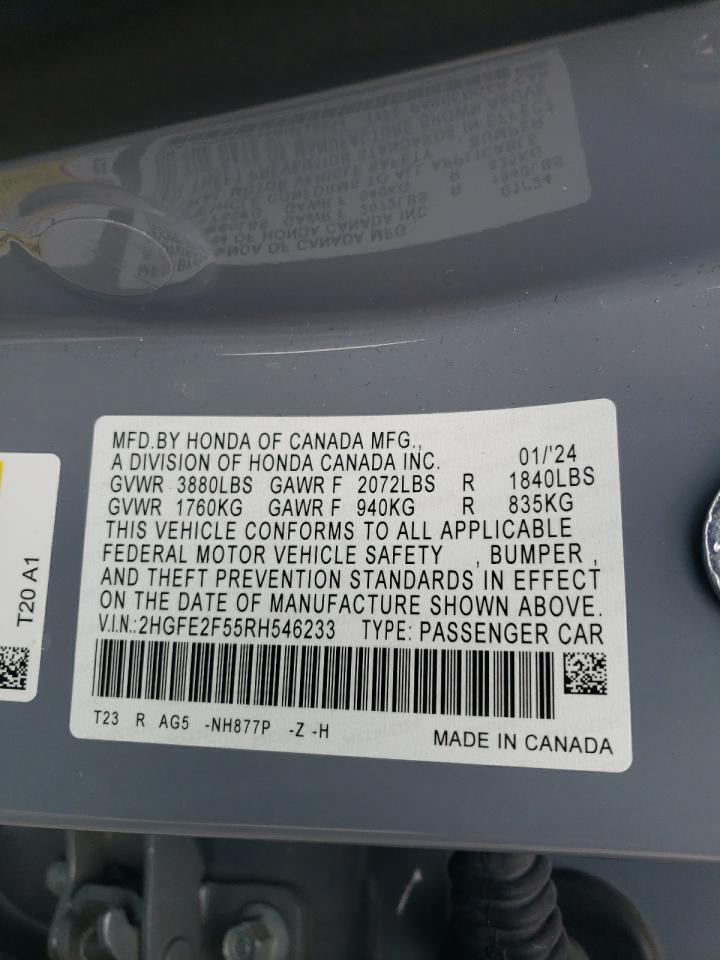 MFD.BY HONDA OF CANADA MFG.,
A DIVISION OF HONDA CANADA INC. 01/'24
GVWR 3880LBS GAWR F 2072LBS R 1840LBS
GVWR 1760KG GAWR F 940KG R 835KG
THIS VEHICLE CONFORMS TO ALL APPLICABLE
FEDERAL MOTOR VEHICLE SAFETY , BUMPER ,
AND THEFT PREVENTION STANDARDS IN EFFECT
ON THE DATE OF MANUFACTURE SHOWN ABOVE.
V.I.N.:2HGFE2F55RH546233 TYPE: PASSENGER CAR
T23 R AG5 -NH877P -Z -H
MADE IN CANADA
T20 A1